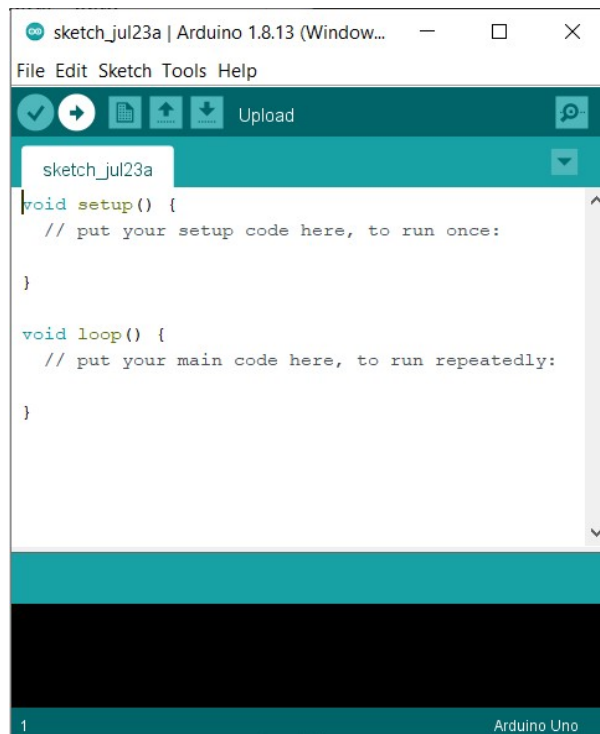 sketch_jul23a | Arduino 1.8.13 (Window...
File Edit Sketch Tools Help
Upload
sketch_jul23a
void setup() {
// put your setup code here, to run once:
}
void loop() {
// put your main code here, to run repeatedly:
}
1
Arduino Uno